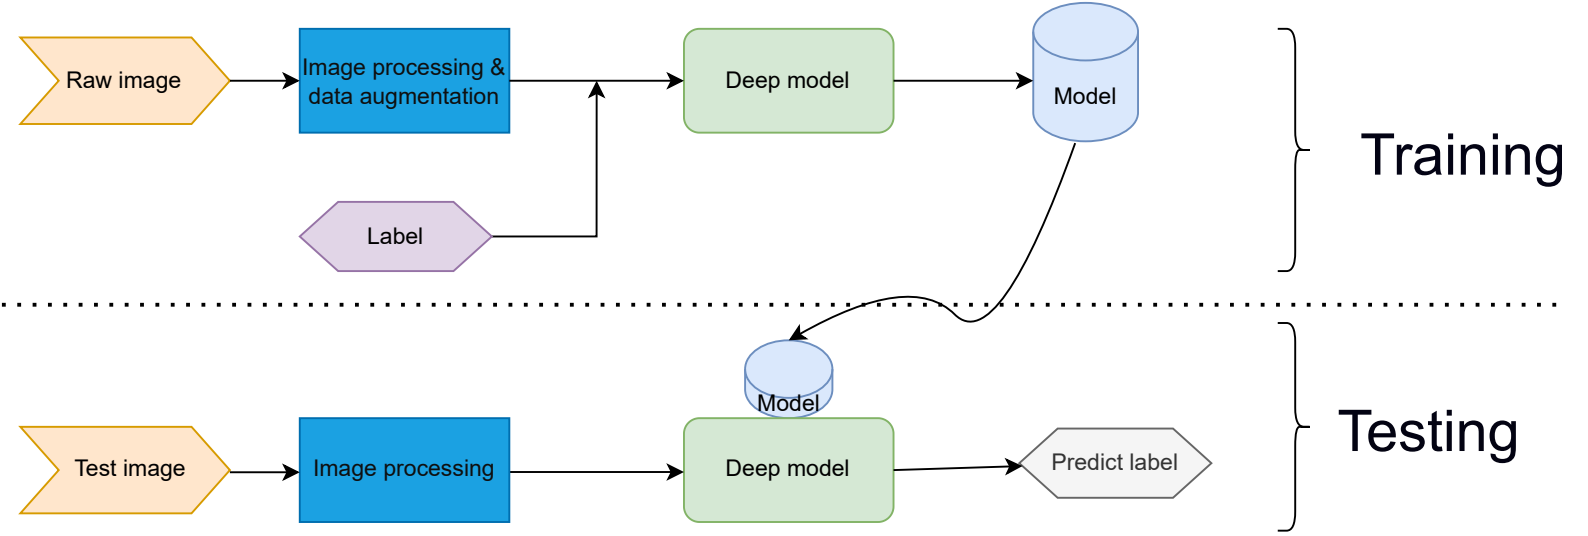 Raw image
Image processing &
data augmentation
Deep model
Model
Training
Label
Model
Test image
Image processing
Deep model
Predict label
Testing